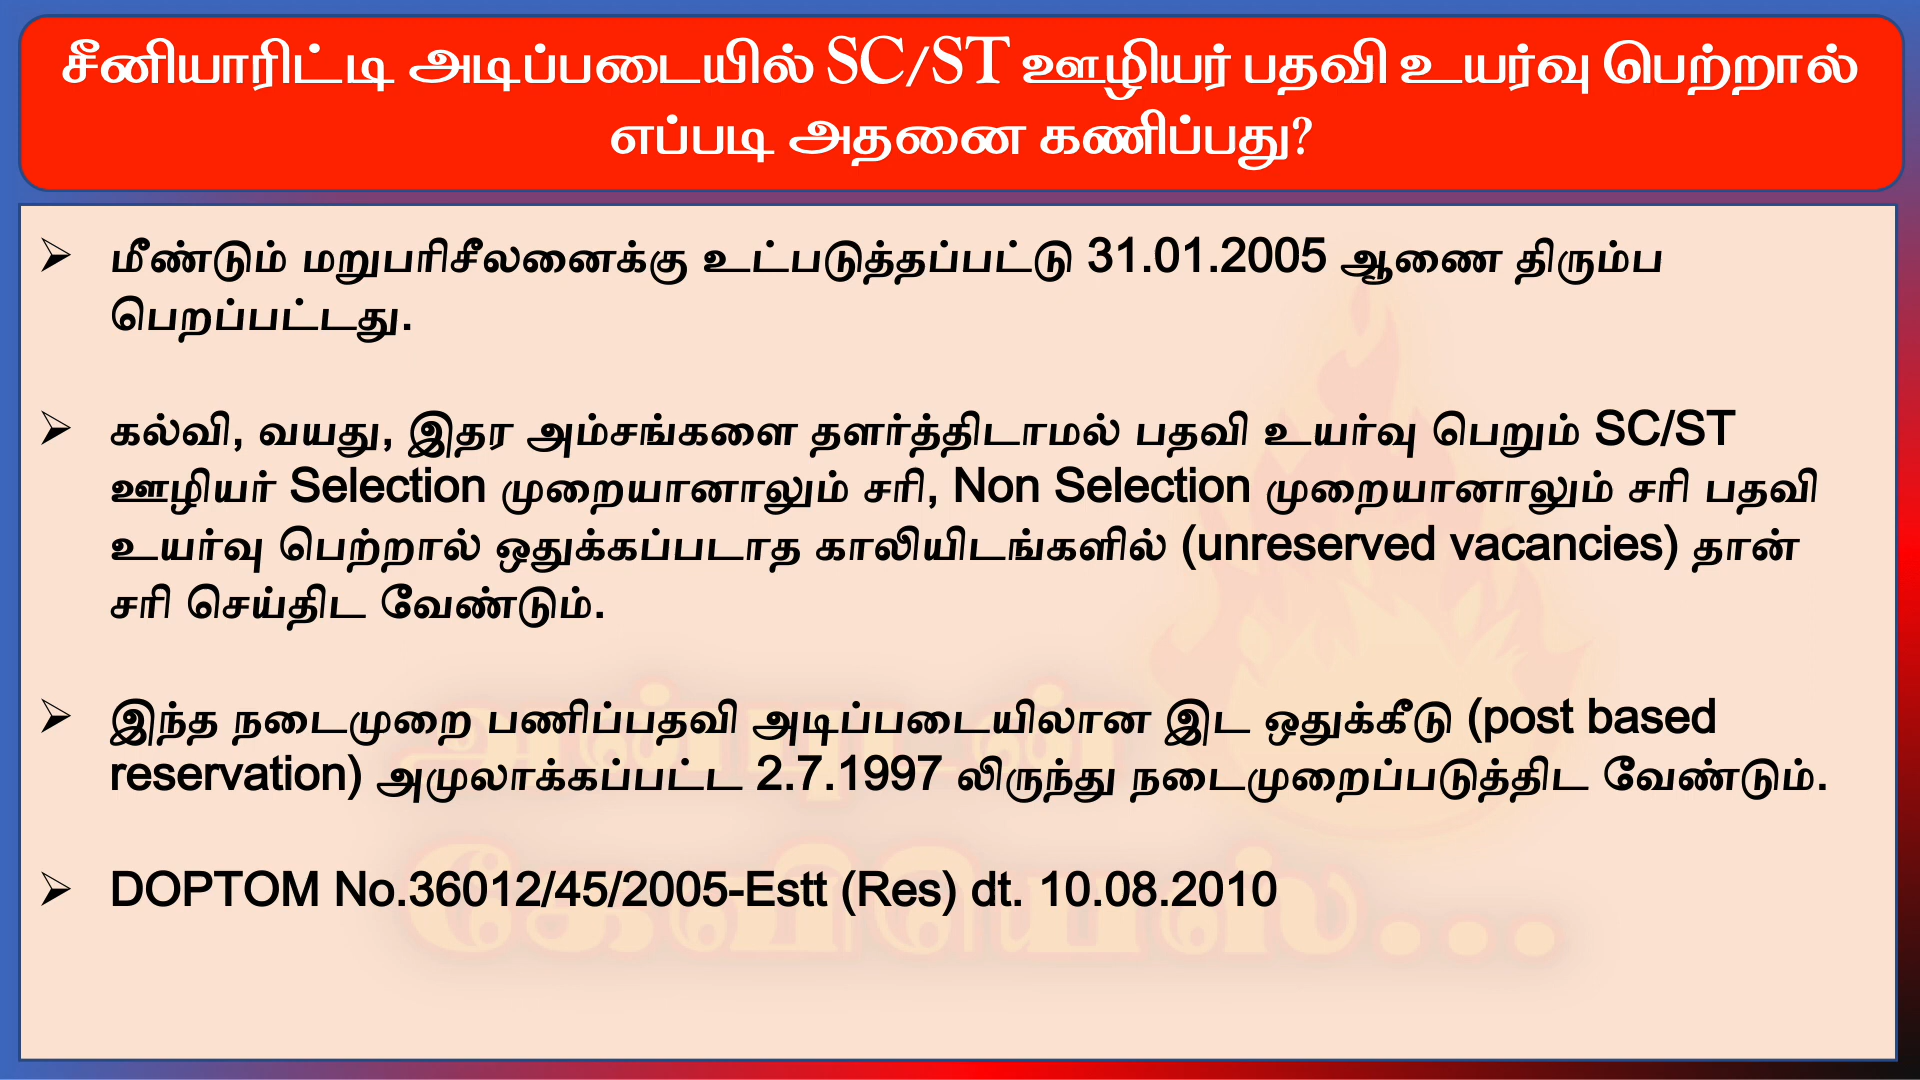 சீனியாரிட்டி அடிப்படையில் SC/ST ஊழியர் பதவி உயர்வு பெற்றால்
எப்படி அதனை கணிப்பது?
➢ மீண்டும் மறுபரிசீலனைக்கு உட்படுத்தப்பட்டு 31.01.2005 ஆணை திரும்ப
பெறப்பட்டது.
➢ கல்வி, வயது, இதர அம்சங்களை தளர்த்திடாமல் பதவி உயர்வு பெறும் SC/ST
ஊழியர் Selection முறையானாலும் சரி, Non Selection முறையானாலும் சரி பதவி
உயர்வு பெற்றால் ஒதுக்கப்படாத காலியிடங்களில் (unreserved vacancies) தான்
சரி செய்திட வேண்டும்.
➢ இந்த நடைமுறை பணிப்பதவி அடிப்படையிலான இட ஒதுக்கீடு (post based
reservation) அமுலாக்கப்பட்ட 2.7.1997 லிருந்து நடைமுறைப்படுத்திட வேண்டும்.
➢ DOPTOM No.36012/45/2005-Estt (Res) dt. 10.08.2010
கேவியெஸ்...